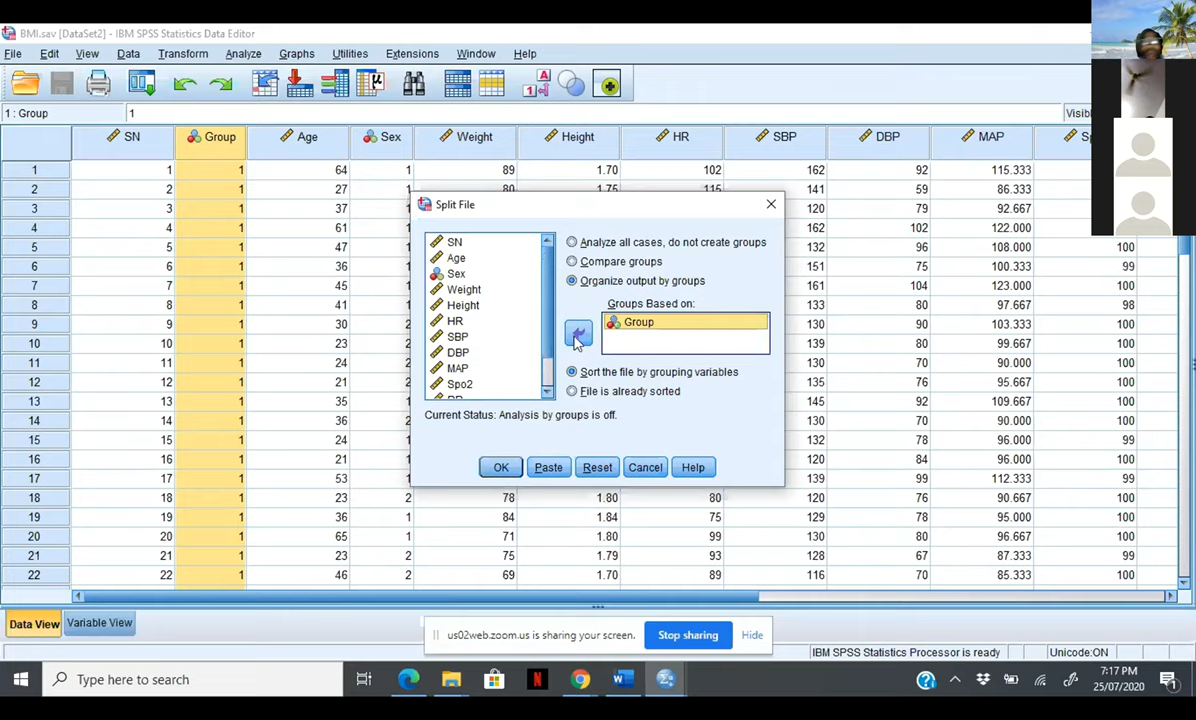 BMI.sav [DataSet2] - IBM SPSS Statistics Data Editor
File Edit View Data Transform Analyze Graphs Utilities Extensions Window Help
1 : Group 1
SN Group Age Sex Weight Height HR SBP DBP MAP
1 1 1 64 1 89 1.70 102 162 92 115.333
2 2 1 27 1 80 1.75 115 141 59 86.333
3 3 1 37 120 79 92.667
4 4 1 61 162 102 122.000
5 5 1 47 132 96 108.000 100
6 6 1 36 151 75 100.333 99
7 7 1 45 161 104 123.000 100
8 8 1 41 133 80 97.667 98
9 9 1 30 130 90 103.333
10 10 1 23 139 80 99.667
11 11 1 24 130 70 90.000
12 12 1 21 135 76 95.667
13 13 1 35 145 102 116.333
14 14 1 21 130 70 90.000
15 15 1 24 132 78 96.000 99
16 16 1 21 120 84 96.000 100
17 17 1 53 139 99 112.333 100
18 18 1 23 2 78 1.80 80 120 76 90.667 100
19 19 1 36 1 84 1.84 75 129 78 95.000 100
20 20 1 65 1 71 1.80 99 130 80 96.667 100
21 21 1 23 2 75 1.79 93 128 67 87.333 99
22 22 1 46 2 69 1.70 89 116 70 85.333 100
Split File
SN
Age
Sex
Weight
Height
HR
SBP
DBP
MAP
Spo2
Analyze all cases, do not create groups
Compare groups
Organize output by groups
Groups Based on:
Group
Sort the file by grouping variables
File is already sorted
Current Status: Analysis by groups is off.
OK Paste Reset Cancel Help
Data View Variable View
us02web.zoom.us is sharing your screen. Stop sharing Hide
IBM SPSS Statistics Processor is ready Unicode:ON
Type here to search
7:17 PM
25/07/2020